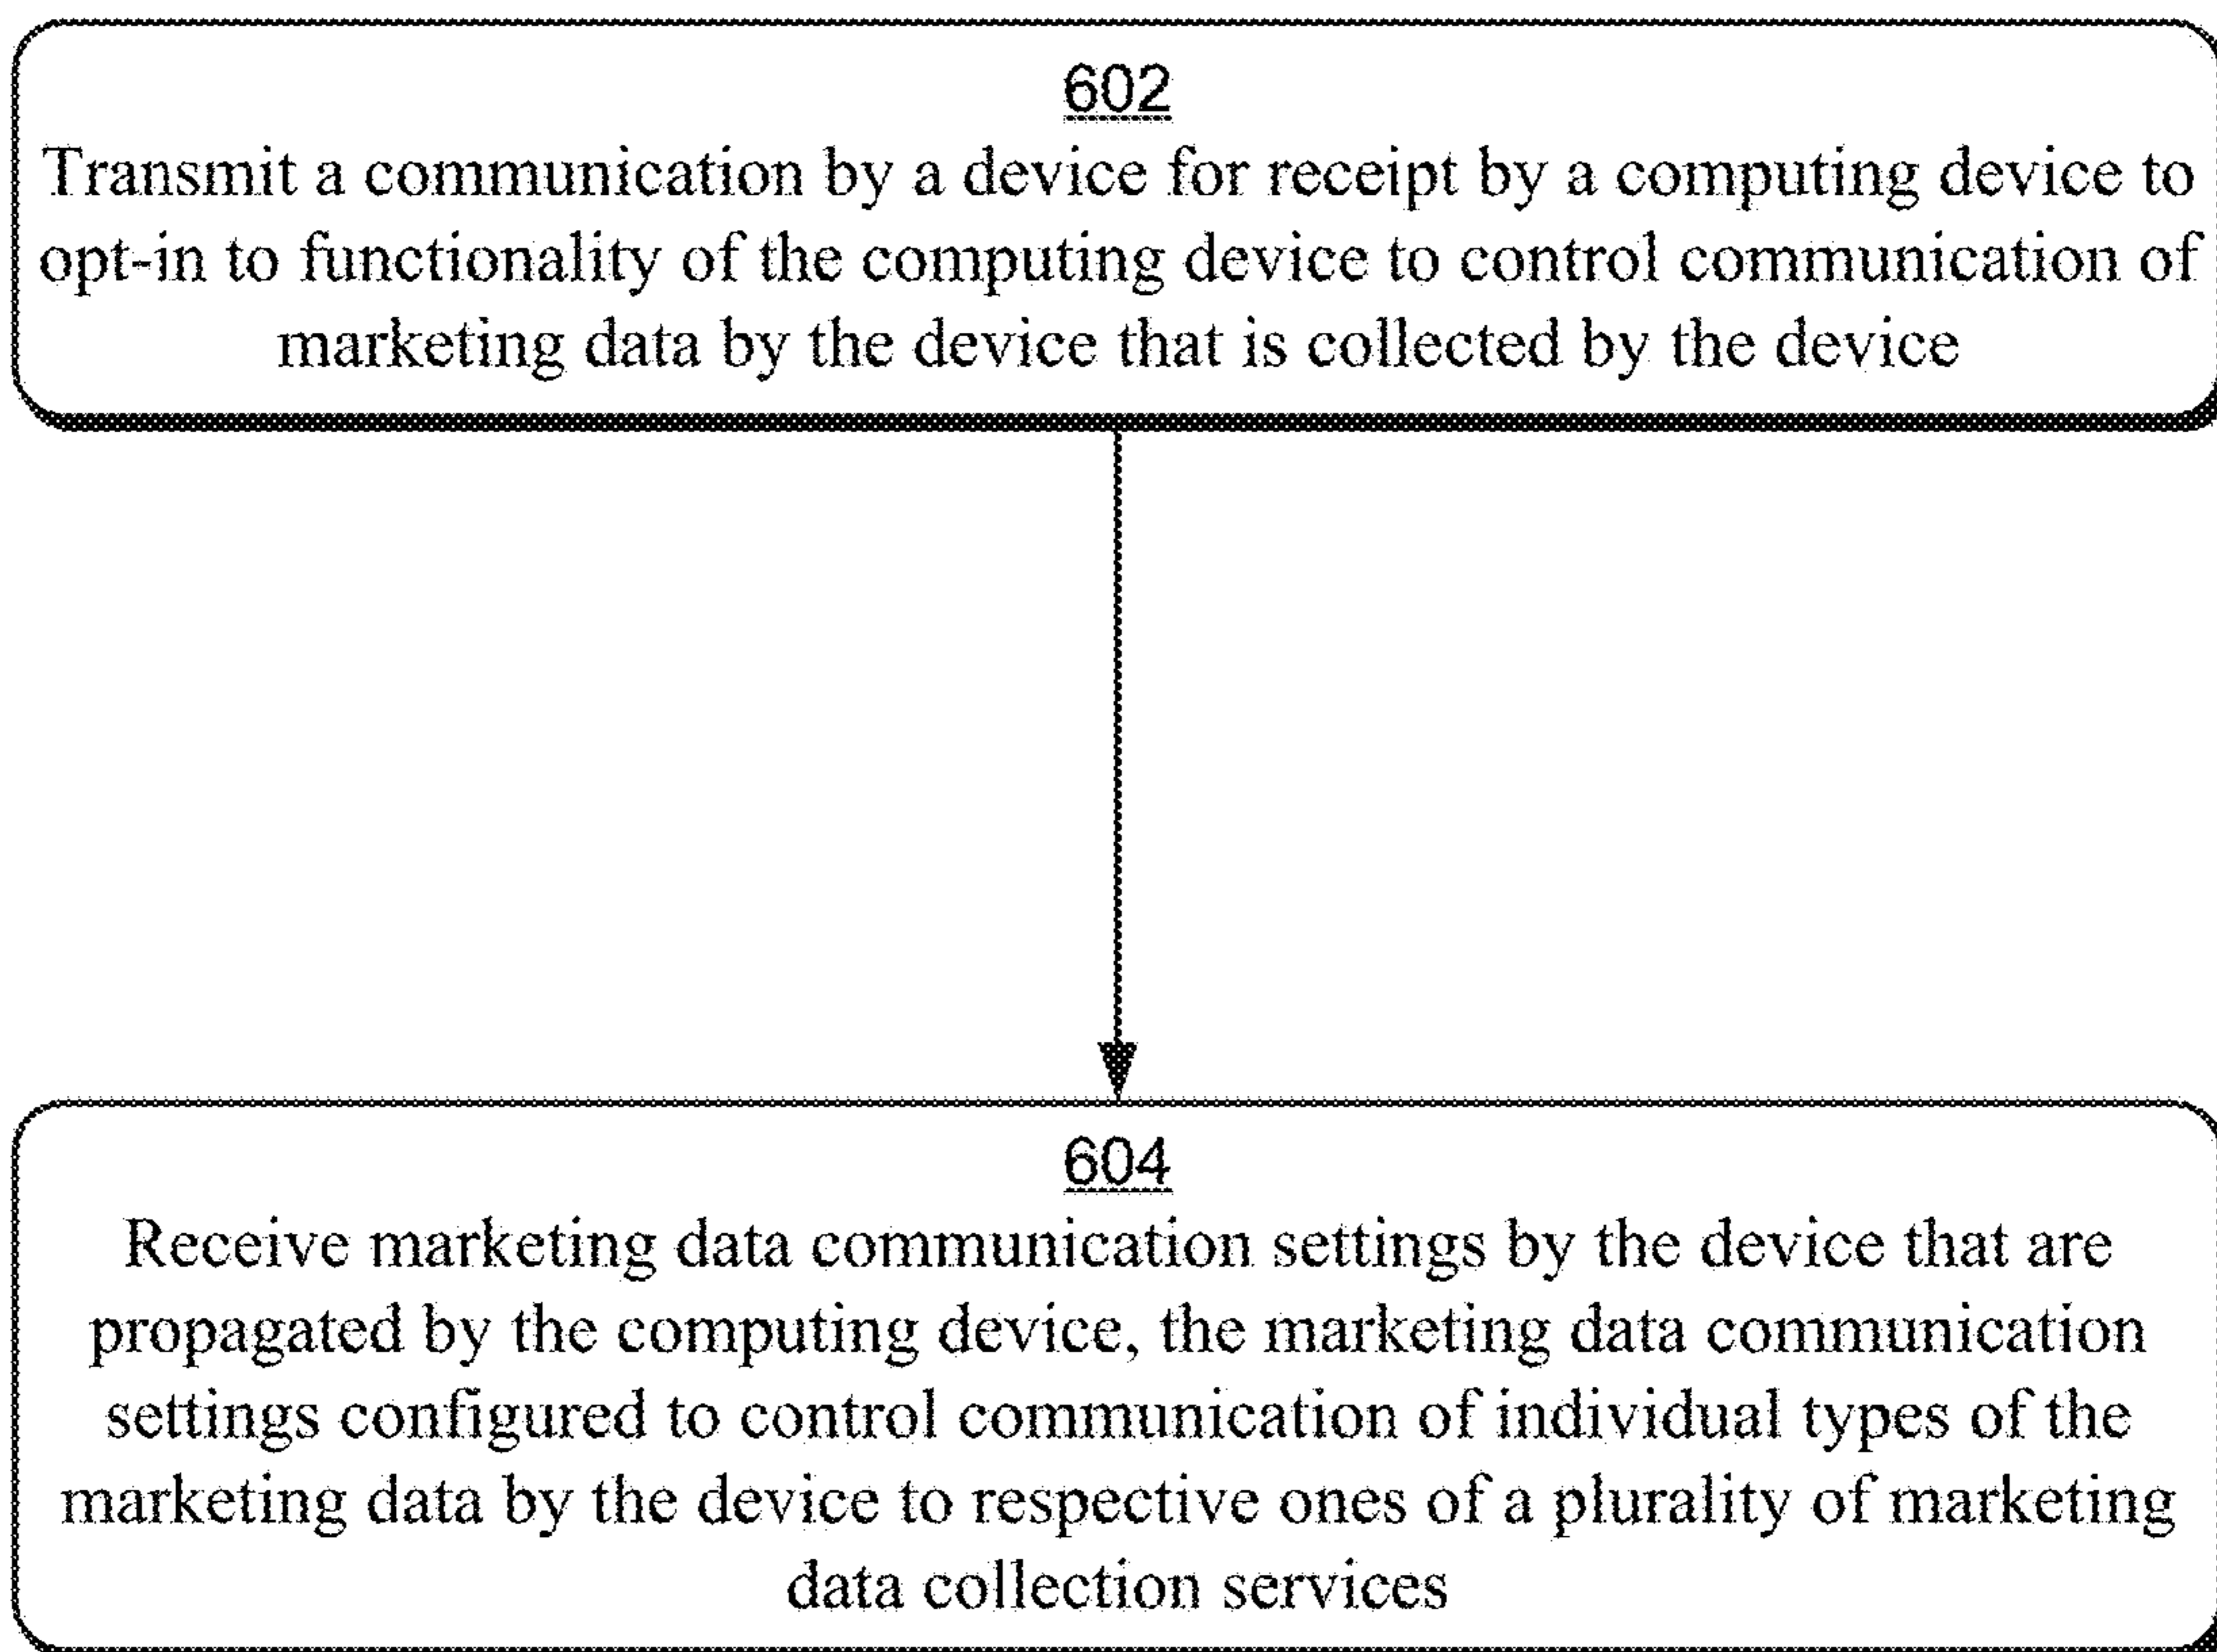 602
Transmit a communication by a device for receipt by a computing device to
opt-in to functionality of the computing device to control communication of
marketing data by the device that is collected by the device
604
Receive marketing data communication settings by the device that are
propagated by the computing device, the marketing data communication
settings configured to control communication of individual types of the
marketing data by the device to respective ones of a plurality of marketing
data collection services